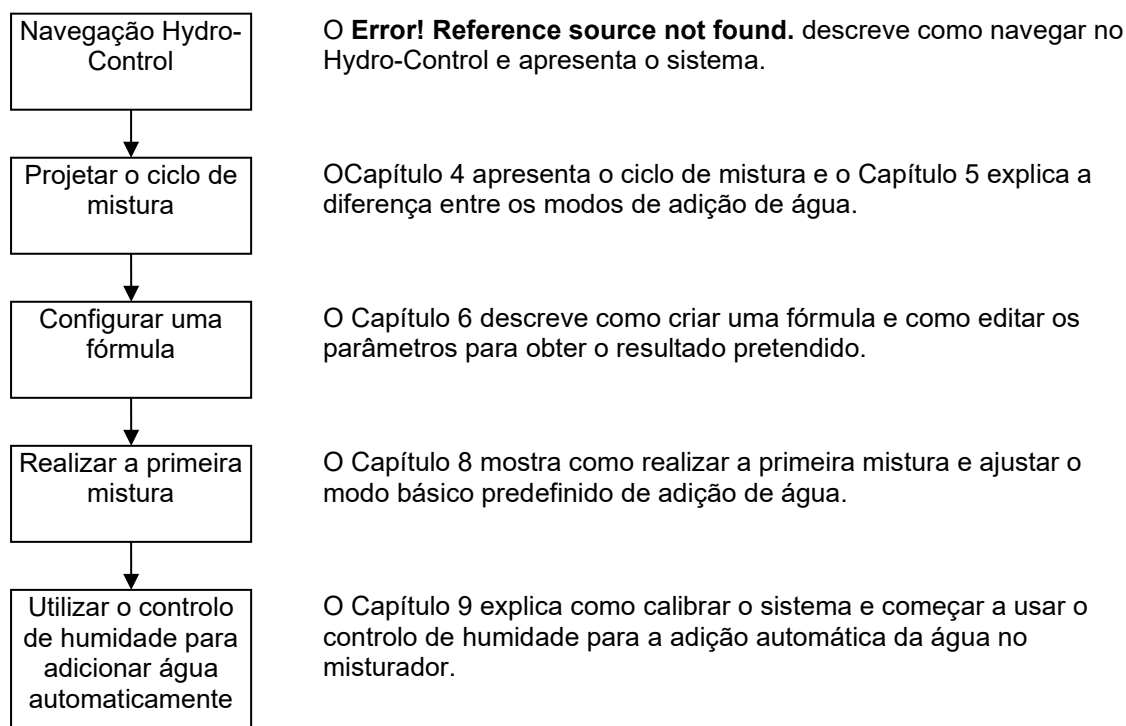 Navegação Hydro-
Control
O Error! Reference source not found. descreve como navegar no
Hydro-Control e apresenta o sistema.
Projetar o ciclo de
mistura
OCapítulo 4 apresenta o ciclo de mistura e o Capítulo 5 explica a
diferença entre os modos de adição de água.
Configurar uma
fórmula
O Capítulo 6 descreve como criar uma fórmula e como editar os
parâmetros para obter o resultado pretendido.
Realizar a primeira
mistura
O Capítulo 8 mostra como realizar a primeira mistura e ajustar o
modo básico predefinido de adição de água.
Utilizar o controlo
de humidade para
adicionar água
automaticamente
O Capítulo 9 explica como calibrar o sistema e começar a usar o
controlo de humidade para a adição automática da água no
misturador.